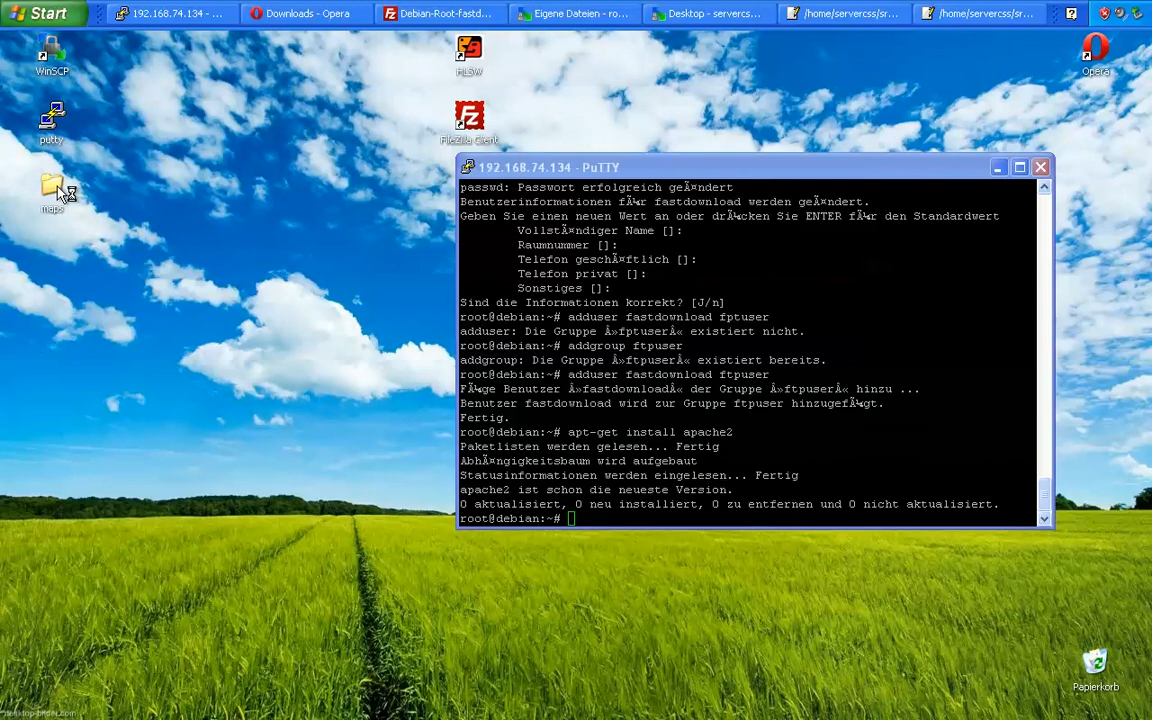 Start
192.168.74.134 - ...
Downloads - Opera
Debian-Root-fastd...
Eigene Dateien - ro...
Desktop - servercss...
/home/servercss/sr...
/home/servercss/sr...
WinSCP
HLSW
Opera
putty
FileZilla Client
maps
192.168.74.134 - PuTTY
passwd: Passwort erfolgreich geÃ¤ndert
Benutzerinformationen fÃ¼r fastdownload werden geÃ¤ndert.
Geben Sie einen neuen Wert an oder drÃ¼cken Sie ENTER fÃ¼r den Standardwert
VollstÃ¤ndiger Name []:
Raumnummer []:
Telefon geschÃ¤ftlich []:
Telefon privat []:
Sonstiges []:
Sind die Informationen korrekt? [J/n]
root@debian:~# adduser fastdownload fptuser
adduser: Die Gruppe Â»fptuserÂ« existiert nicht.
root@debian:~# addgroup ftpuser
addgroup: Die Gruppe Â»ftpuserÂ« existiert bereits.
root@debian:~# adduser fastdownload ftpuser
FÃ¼ge Benutzer Â»fastdownloadÂ« der Gruppe Â»ftpuserÂ« hinzu ...
Benutzer fastdownload wird zur Gruppe ftpuser hinzugefÃ¼gt.
Fertig.
root@debian:~# apt-get install apache2
Paketlisten werden gelesen... Fertig
AbhÃ¤ngigkeitsbaum wird aufgebaut
Statusinformationen werden eingelesen... Fertig
apache2 ist schon die neueste Version.
0 aktualisiert, 0 neu installiert, 0 zu entfernen und 0 nicht aktualisiert.
root@debian:~#
Papierkorb